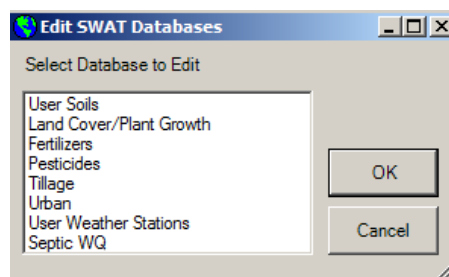 Edit SWAT Databases
Select Database to Edit
User Soils
Land Cover/Plant Growth
Fertilizers
Pesticides
Tillage
Urban
User Weather Stations
Septic WQ
OK
Cancel